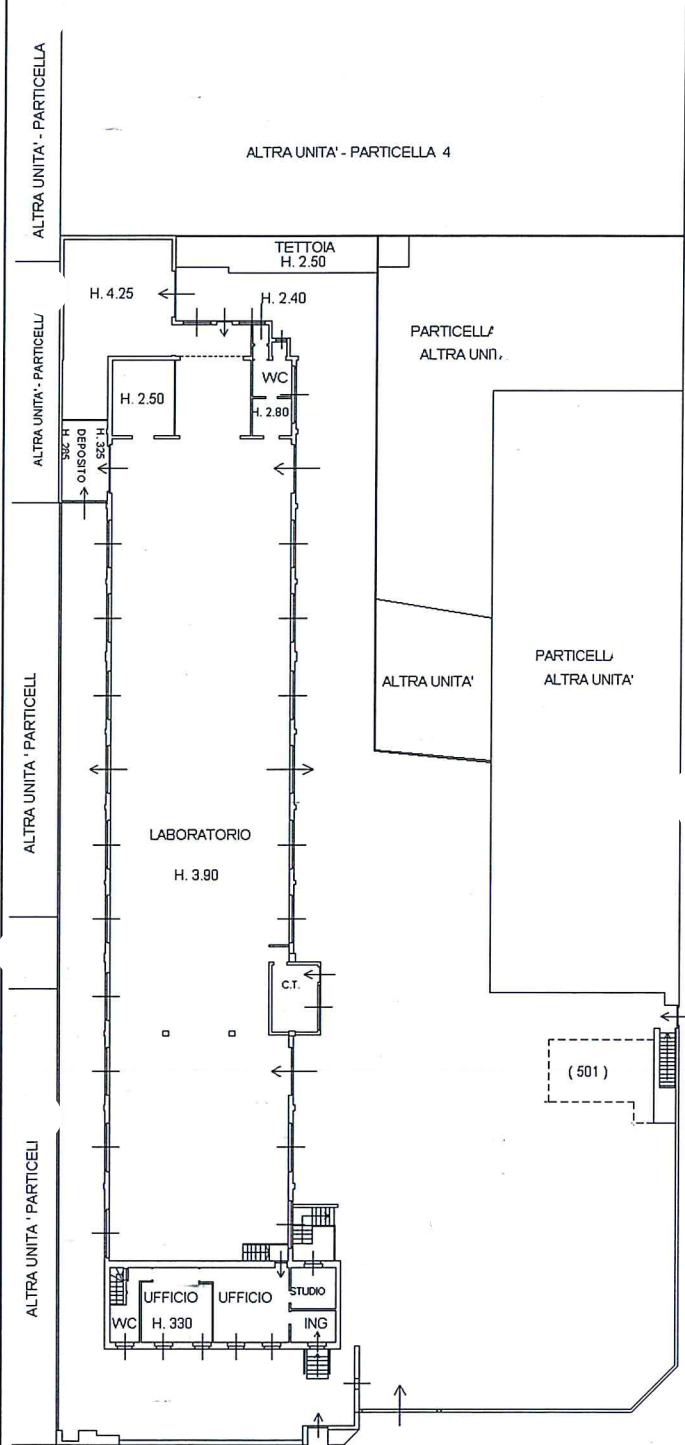 ALTRA UNITA' - PARTICELLA
ALTRA UNITA' - PARTICELLA 4
TETTOIA
H. 2.50
H. 4.25
H. 2.40
PARTICELLA
ALTRA UNI
ALTRA UNITA'- PARTICELL
WC
H. 2.50
H. 2.80
H. 325
DEPOSITO
H. 265
ALTRA UNITA'
PARTICELL
ALTRA UNITA'
ALTRA UNITA ' PARTICELL
LABORATORIO
H. 3.90
C.T.
( 501 )
ALTRA UNITA ' PARTICELI
UFFICIO
UFFICIO
STUDIO
WC
H. 330
ING